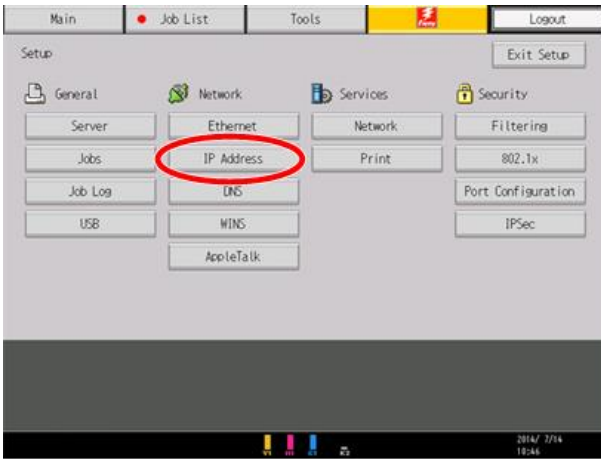 Main
Job List
Tools
Fiery
Logout
Setup
Exit Setup
General
Network
Services
Security
Server
Ethernet
Network
Filtering
Jobs
IP Address
Print
802.1x
Job Log
DNS
Port Configuration
USB
WINS
IPSec
AppleTalk
2014/ 7/14
10:46